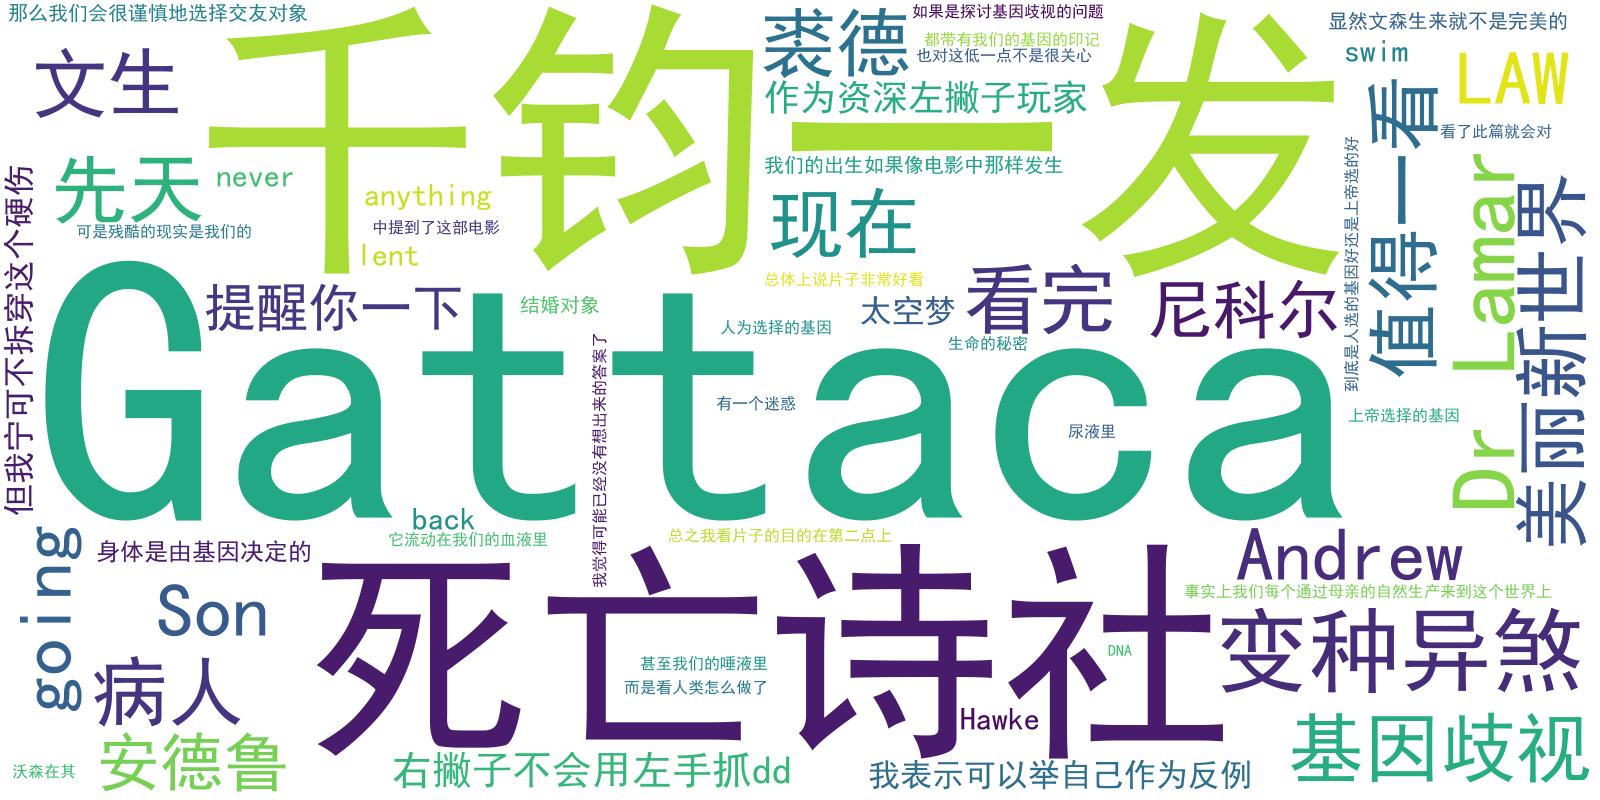 那么我们会很谨慎地选择交友对象
千钧一发
裘德
如果是探讨基因歧视的问题
都带有我们的基因的印记
也对这低一点不是很关心
显然文森生来就不是完美的
swim
LAW
文生
作为资深左撇子玩家
看了此篇就会对
值得一看
我们的出生如果像电影中那样发生
先天
never
anything
中提到了这部电影
lent
现在
可是残酷的现实是我们的
但我宁可不拆穿这个硬伤
到底是人选的基因好还是上帝选的好
Dr Lamar
美丽新世界
总体上说片子非常好看
提醒你一下
结婚对象
太空梦
看完
尼科尔
人为选择的基因
生命的秘密
Gattaca
我觉得可能已经没有想出来的答案了
有一个迷惑
尿液里
上帝选择的基因
back
它流动在我们的血液里
总之我看片子的目的在第二点上
going
身体是由基因决定的
Andrew
事实上我们每个通过母亲的自然生产来到这个世界上
Son
死亡诗社
变种异煞
DNA
甚至我们的唾液里
而是看人类怎么做了
病人
Hawke
安德鲁
沃森在其
右撇子不会用左手抓dd
我表示可以举自己作为反例
基因歧视